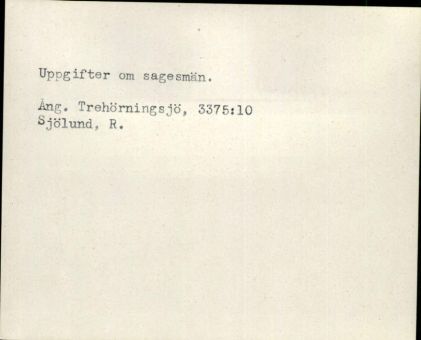 Uppgifter om sagesmän.
Ång. Trehörningsjö, 3375:10
Sjölund, R.